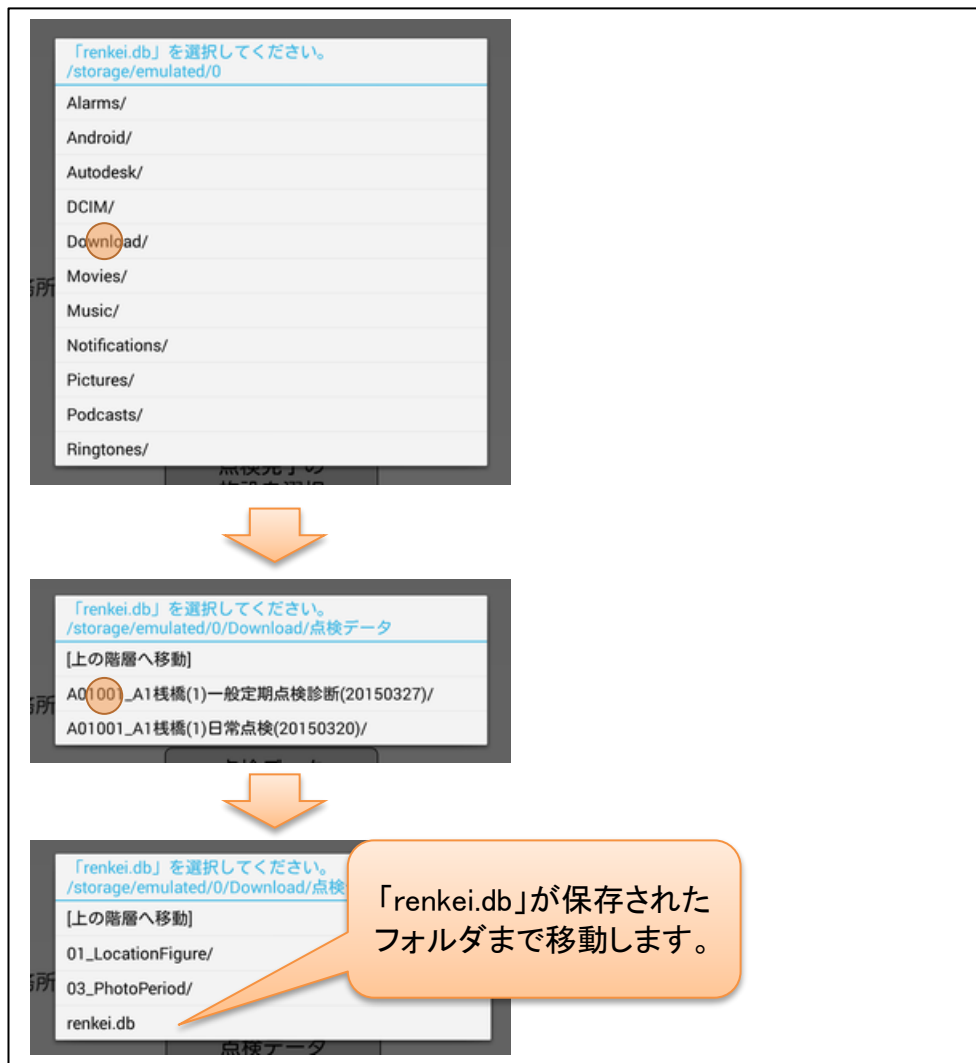 「renkei.db」を選択してください。
/storage/emulated/0
Alarms/
Android/
Autodesk/
DCIM/
Download/
Movies/
Music/
Notifications/
Pictures/
Podcasts/
Ringtones/
「renkei.db」を選択してください。
/storage/emulated/0/Download/点検データ
[上の階層へ移動]
A01001_A1桟橋(1)一般定期点検診断(20150327)/
A01001_A1桟橋(1)日常点検(20150320)/
「renkei.db」を選択してください。
/storage/emulated/0/Download/点検
[上の階層へ移動]
01_LocationFigure/
03_PhotoPeriod/
renkei.db
「renkei.db」が保存された
フォルダまで移動します。
点検データ